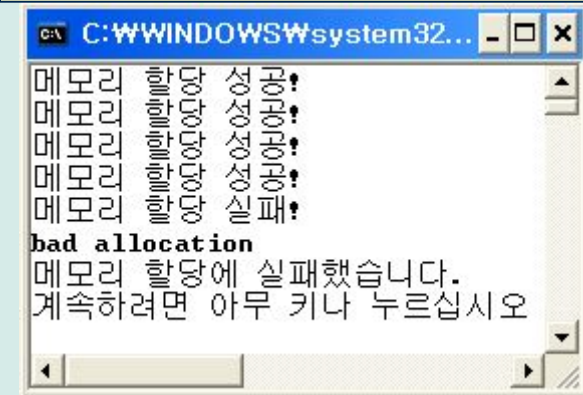 C:₩WINDOWS₩system32...
메모리 할당 성공!
메모리 할당 성공!
메모리 할당 성공!
메모리 할당 성공!
메모리 할당 실패!
bad allocation
메모리 할당에 실패했습니다.
계속하려면 아무 키나 누르십시오